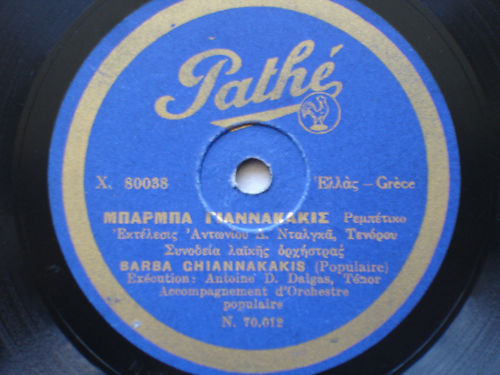 Pathé
X. 80038 Ἑλλὰς – Grèce
ΜΠΑΡΜΠΑ ΓΙΑΝΝΑΚΑΚΙΣ Ρεμπέτικο
Ἐκτέλεσις Ἀντωνίου Δ. Νταλγκᾶ, Τενόρου
Συνοδεία λαϊκῆς ὀρχήστρας
BARBA GHIANNAKAKIS (Populaire)
Exécution: Antoine D. Dalgas, Ténor
Accompagnement d'Orchestre
populaire
N. 70.012